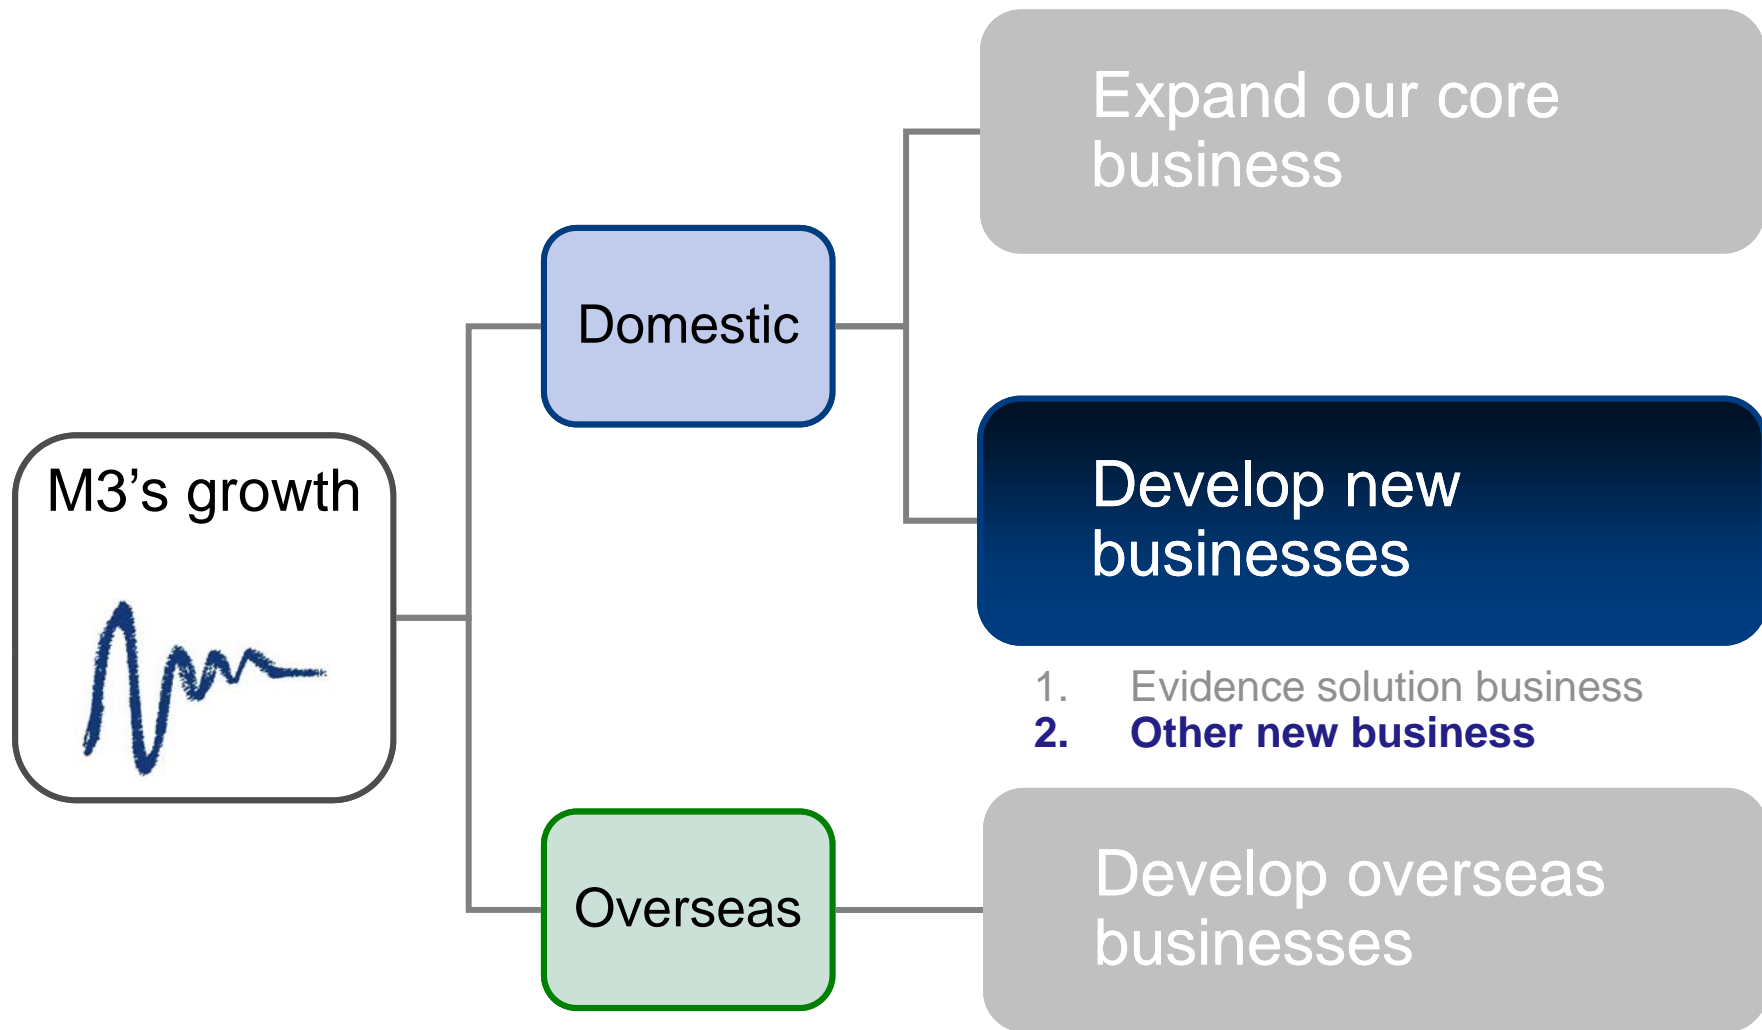 Expand our core
business
Domestic
M3’s growth
Develop new
businesses
1. Evidence solution business
2. Other new business
Overseas
Develop overseas
businesses